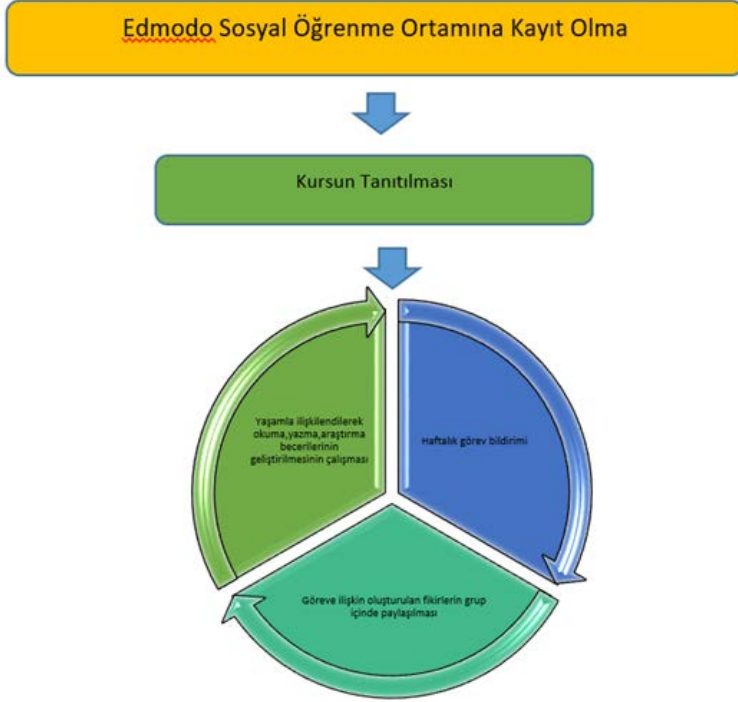 Edmodo Sosyal Öğrenme Ortamına Kayıt Olma
Kursun Tanıtılması
Haftalık görev bildirimi
Göreve ilişkin oluşturulan fikirlerin grup
içinde paylaşılması
Yaşamla ilişkilendilerek
okuma,yazma,araştırma
becerilerinin
geliştirilmesinin çalışması